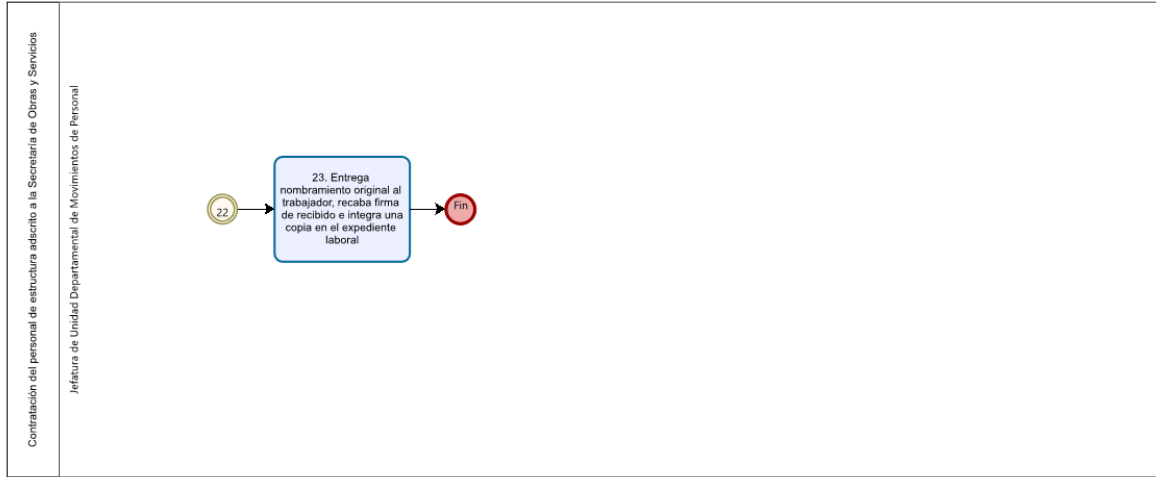 Contratación del personal de estructura adscrito a la Secretaría de Obras y Servicios
Jefatura de Unidad Departamental de Movimientos de Personal
22
23. Entrega
nombramiento original al
trabajador, recaba firma
de recibido e integra una
copia en el expediente
laboral
Fin